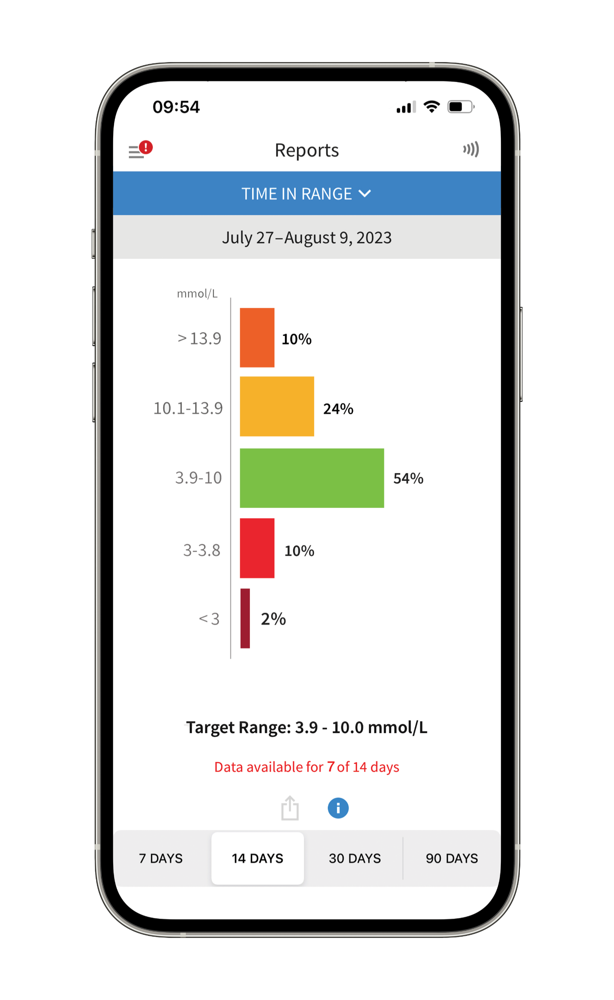 09:54
Reports
TIME IN RANGE
July 27–August 9, 2023
mmol/L
> 13.9 10%
10.1-13.9 24%
3.9-10 54%
3-3.8 10%
< 3 2%
Target Range: 3.9 - 10.0 mmol/L
Data available for 7 of 14 days
7 DAYS 14 DAYS 30 DAYS 90 DAYS